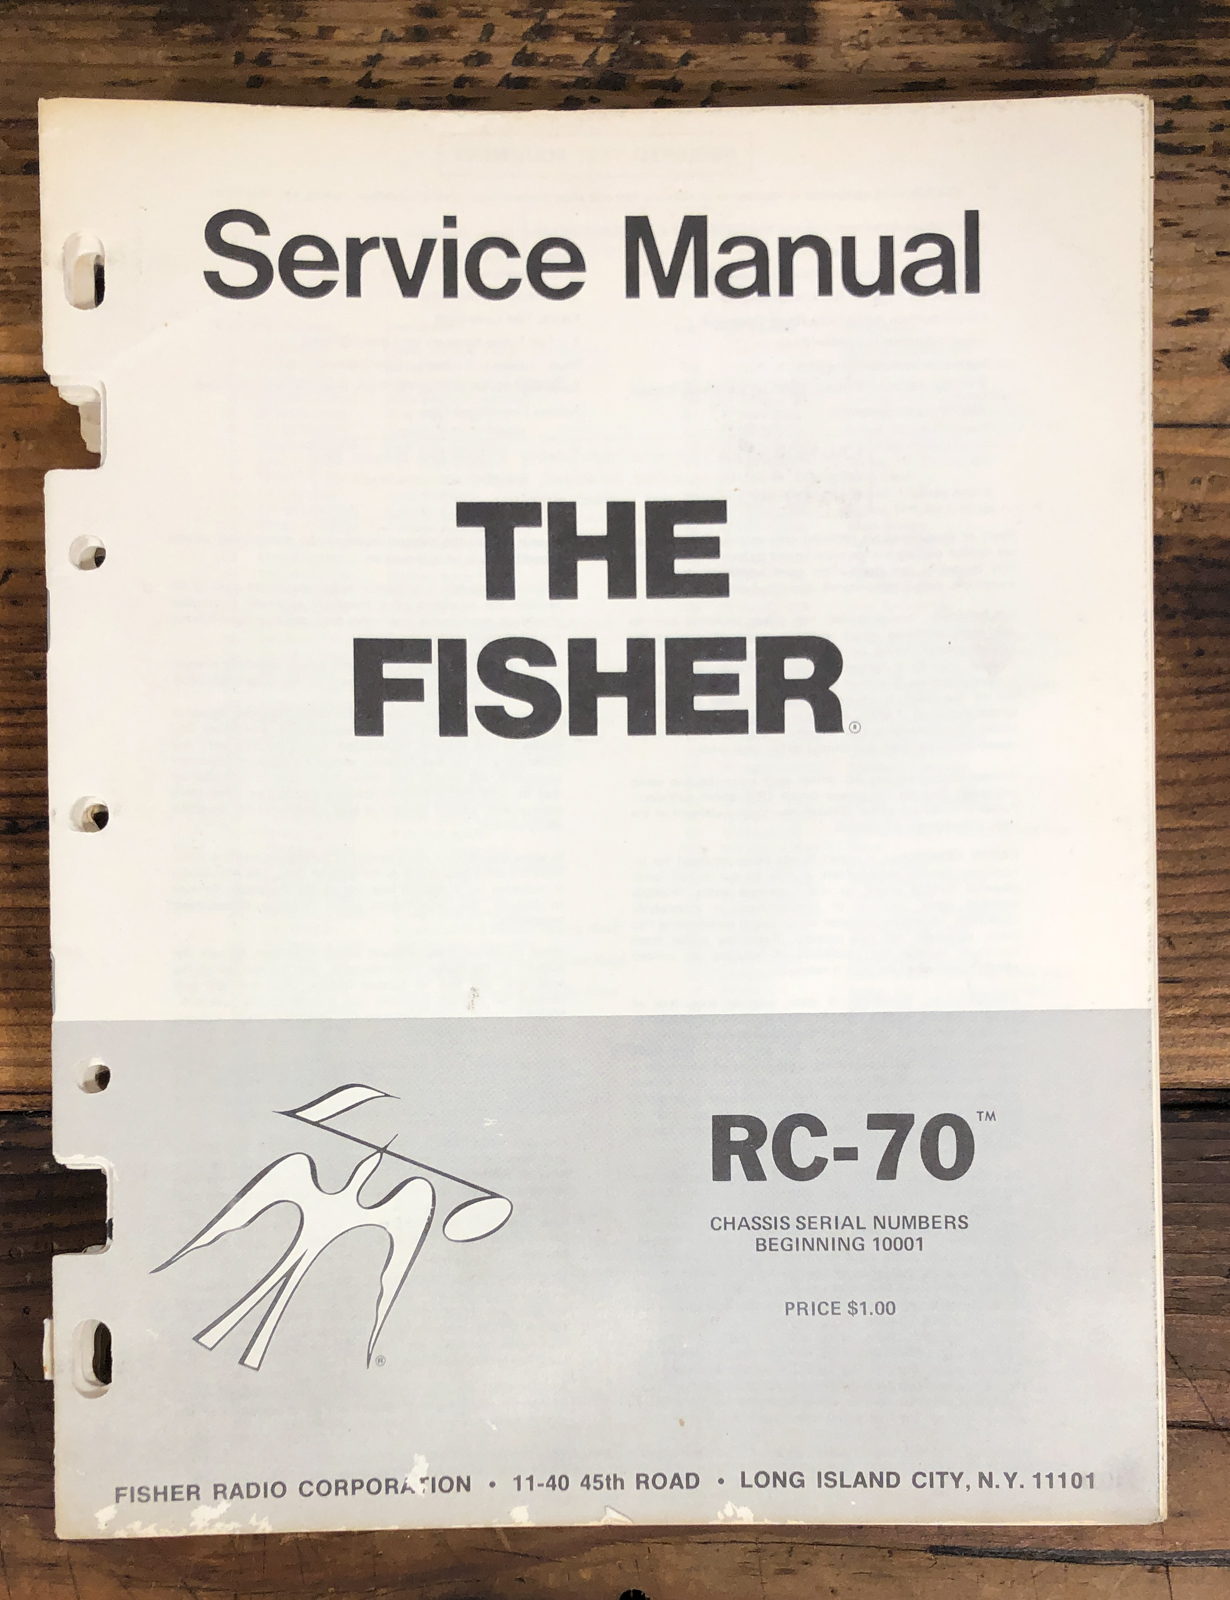 Service Manual
THE
FISHER®
RC-70™
CHASSIS SERIAL NUMBERS
BEGINNING 10001
PRICE $1.00
®
FISHER RADIO CORPORATION • 11-40 45th ROAD • LONG ISLAND CITY, N.Y. 11101